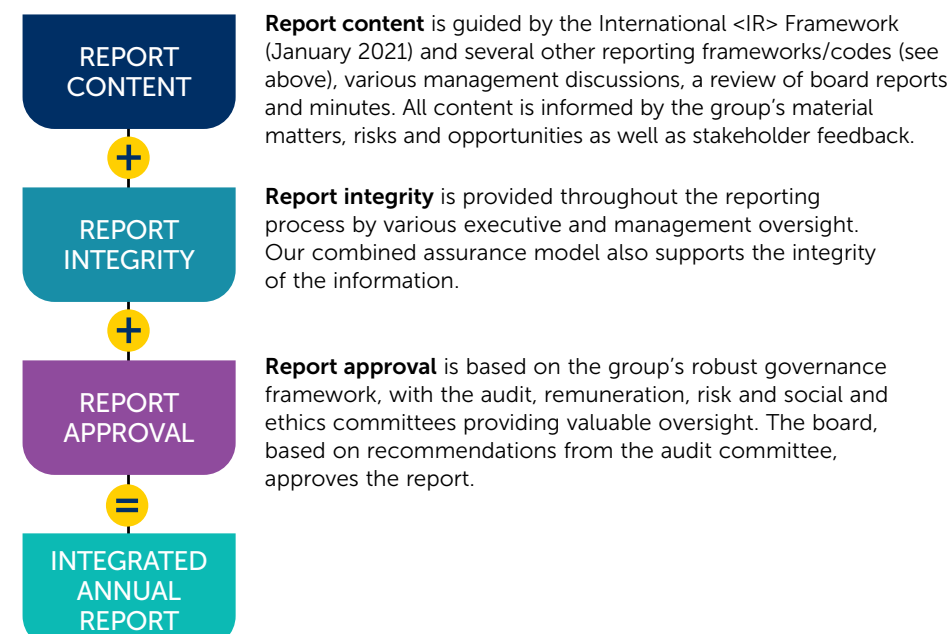 REPORT
CONTENT
Report content is guided by the International <IR> Framework
(January 2021) and several other reporting frameworks/codes (see
above), various management discussions, a review of board reports
and minutes. All content is informed by the group's material
matters, risks and opportunities as well as stakeholder feedback.
+
REPORT
INTEGRITY
Report integrity is provided throughout the reporting
process by various executive and management oversight.
Our combined assurance model also supports the integrity
of the information.
+
REPORT
APPROVAL
Report approval is based on the group's robust governance
framework, with the audit, remuneration, risk and social and
ethics committees providing valuable oversight. The board,
based on recommendations from the audit committee,
approves the report.
=
INTEGRATED
ANNUAL
REPORT